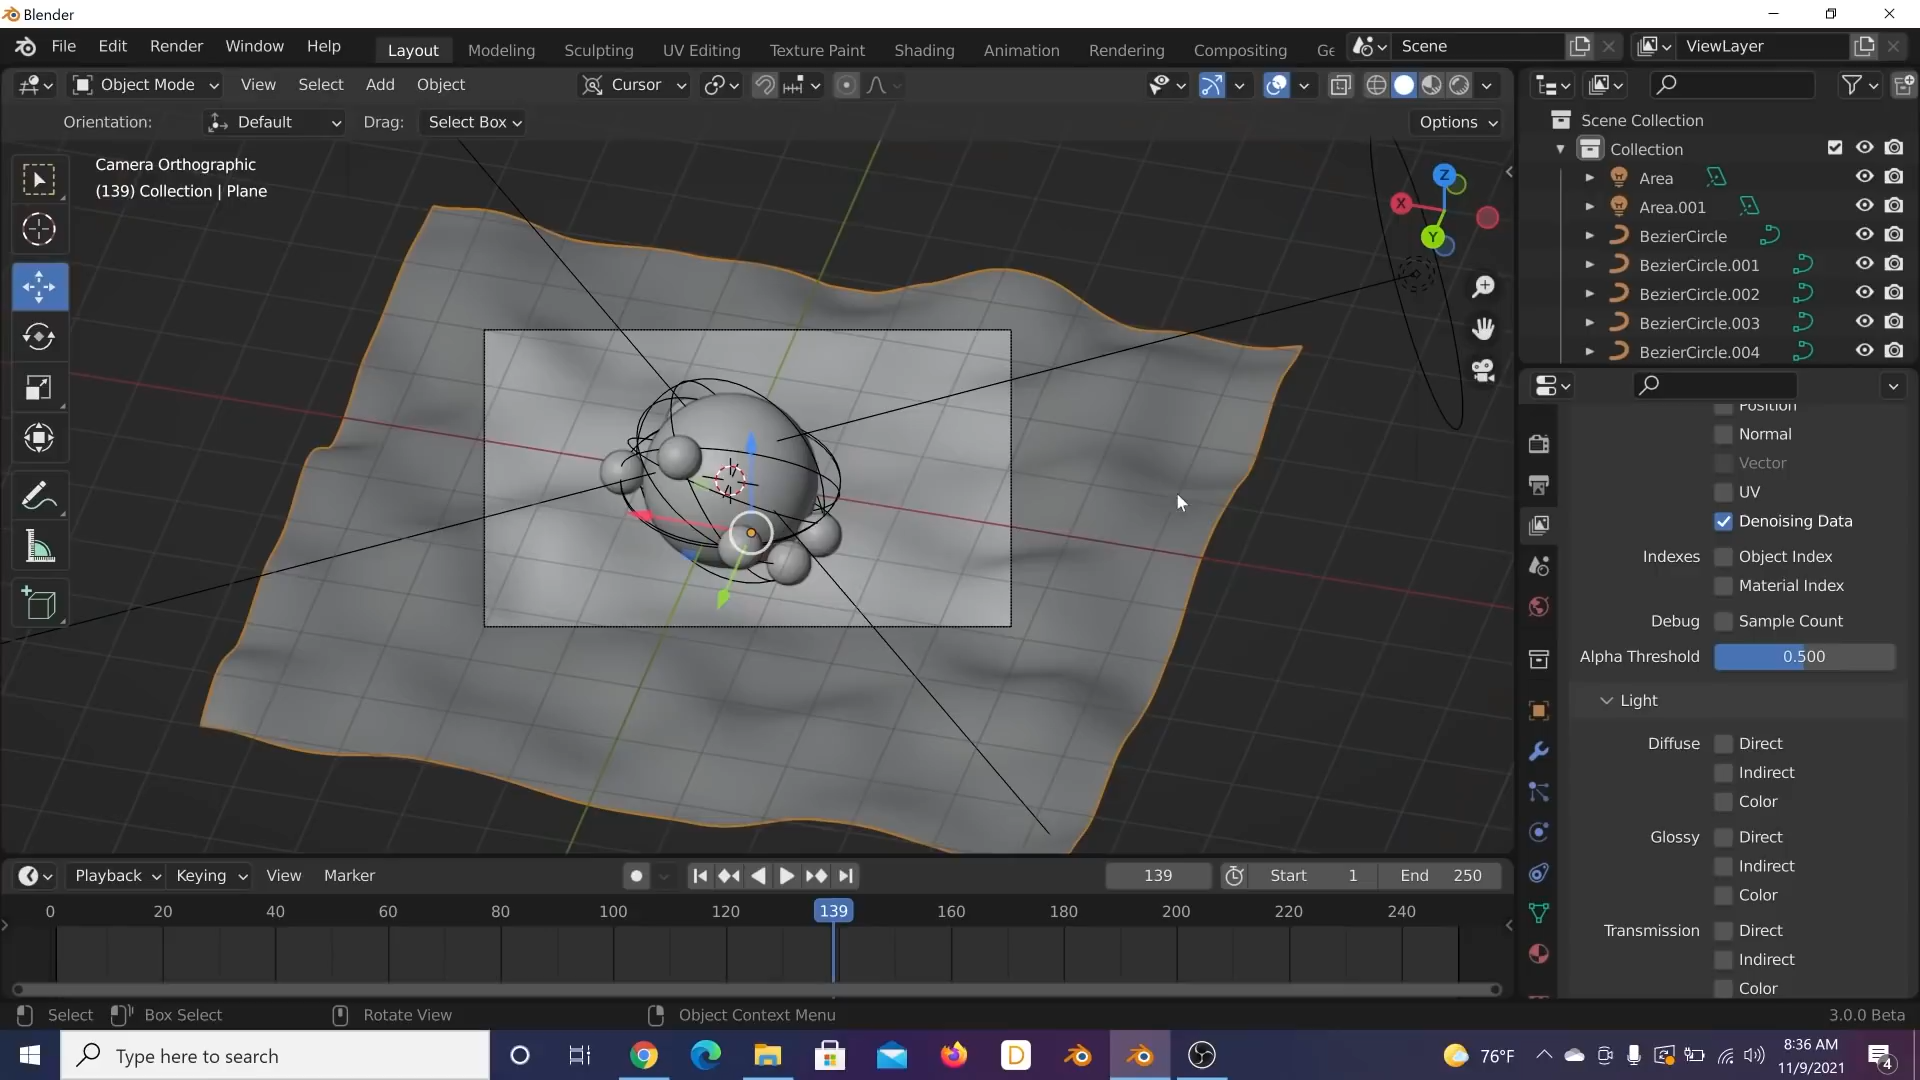 Blender
File Edit Render Window Help Layout Modeling Sculpting UV Editing Texture Paint Shading Animation Rendering Compositing Ge Scene ViewLayer
Object Mode View Select Add Object Cursor
Orientation: Default Drag: Select Box Options
Camera Orthographic
(139) Collection | Plane
X
Y
Z
Scene Collection
Collection
Area
Area.001
BezierCircle
BezierCircle.001
BezierCircle.002
BezierCircle.003
BezierCircle.004
Position
Normal
Vector
UV
Denoising Data
Indexes Object Index
Material Index
Debug Sample Count
Alpha Threshold 0.500
Light
Diffuse Direct
Indirect
Color
Glossy Direct
Indirect
Color
Transmission Direct
Indirect
Color
Playback Keying View Marker 139 Start 1 End 250
0 20 40 60 80 100 120 139 160 180 200 220 240
Select Box Select Rotate View Object Context Menu 3.0.0 Beta
Type here to search D 76°F 8:36 AM
11/9/2021 4